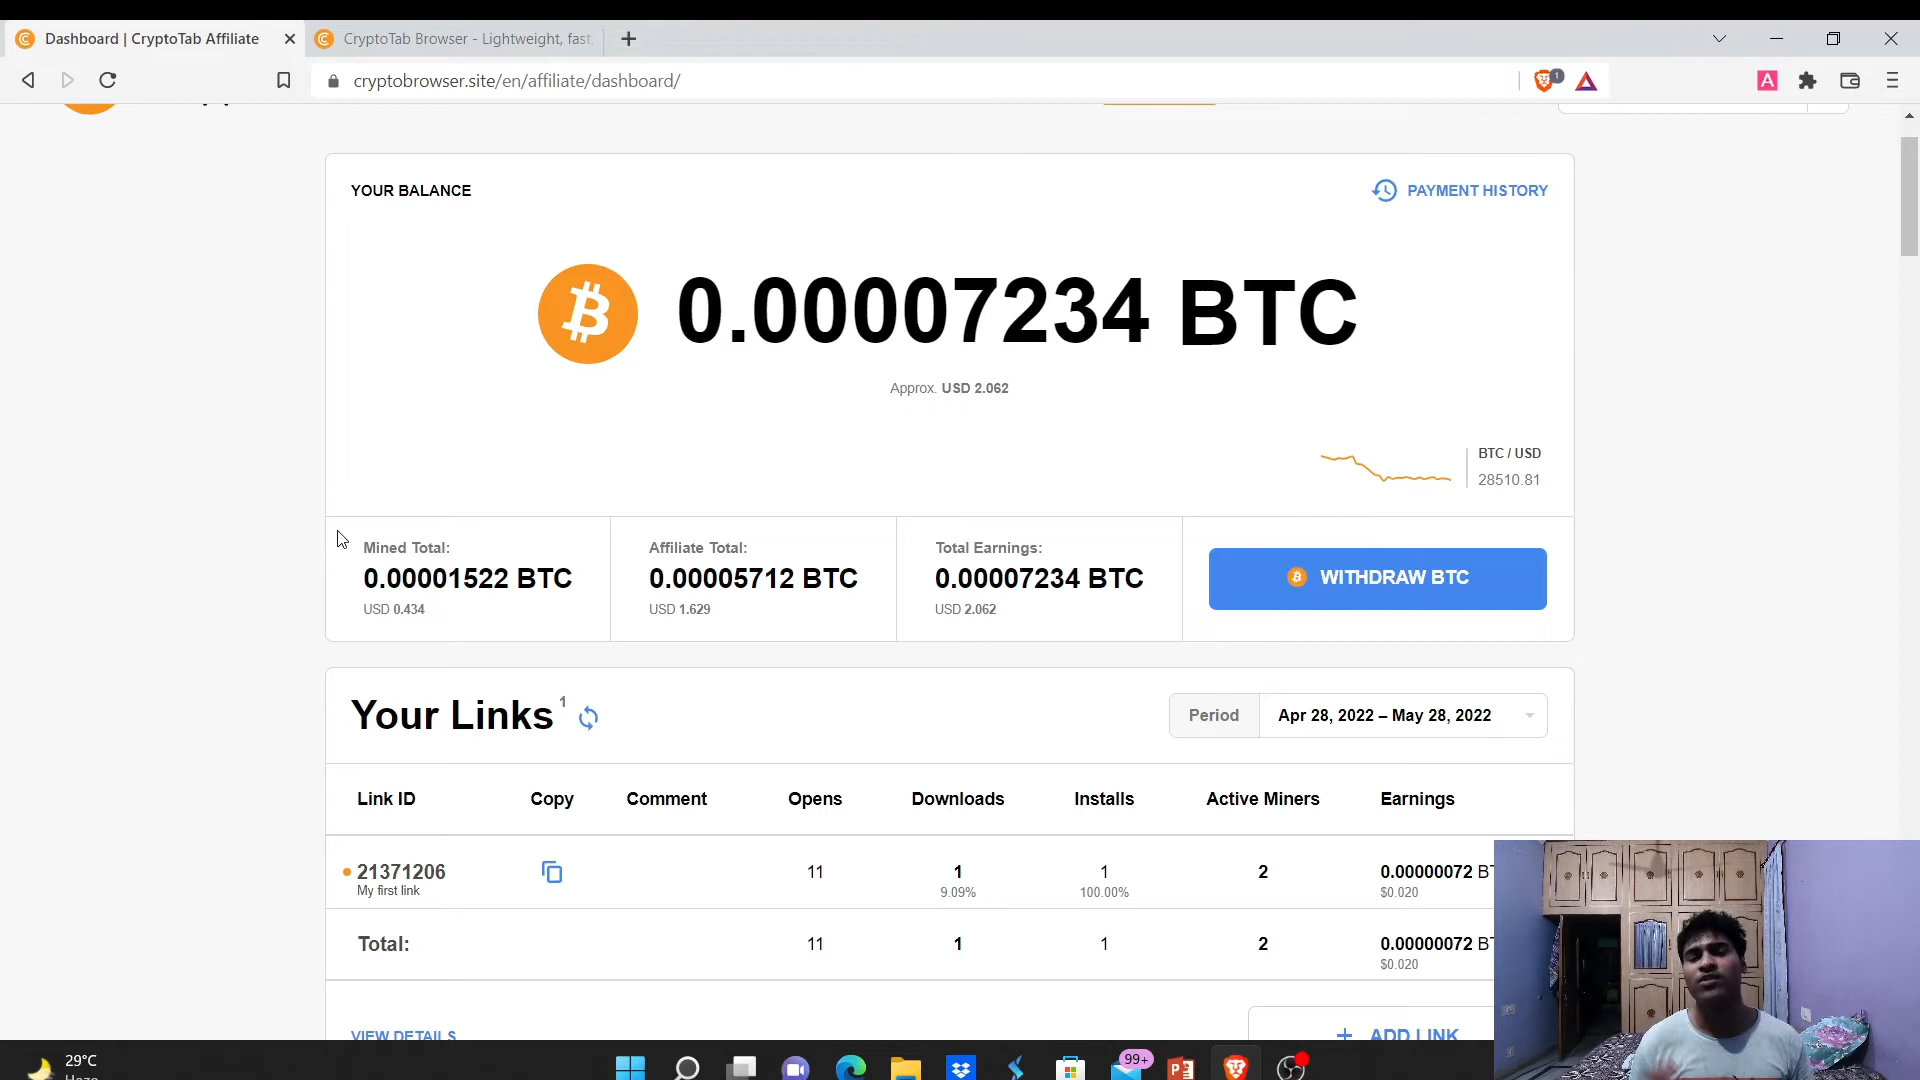 Dashboard | CryptoTab Affiliate
CryptoTab Browser - Lightweight, fast,
cryptobrowser.site/en/affiliate/dashboard/
1
A
YOUR BALANCE
PAYMENT HISTORY
0.00007234 BTC
Approx. USD 2.062
BTC / USD
28510.81
Mined Total:
0.00001522 BTC
USD 0.434
Affiliate Total:
0.00005712 BTC
USD 1.629
Total Earnings:
0.00007234 BTC
USD 2.062
WITHDRAW BTC
Your Links 1
Period
Apr 28, 2022 – May 28, 2022
Link ID Copy Comment Opens Downloads Installs Active Miners Earnings
21371206 11 1 1 2 0.00000072 BT
My first link 9.09% 100.00% $0.020
Total: 11 1 1 2 0.00000072 BT
$0.020
VIEW DETAILS
+ ADD LINK
29°C
Haze
99+